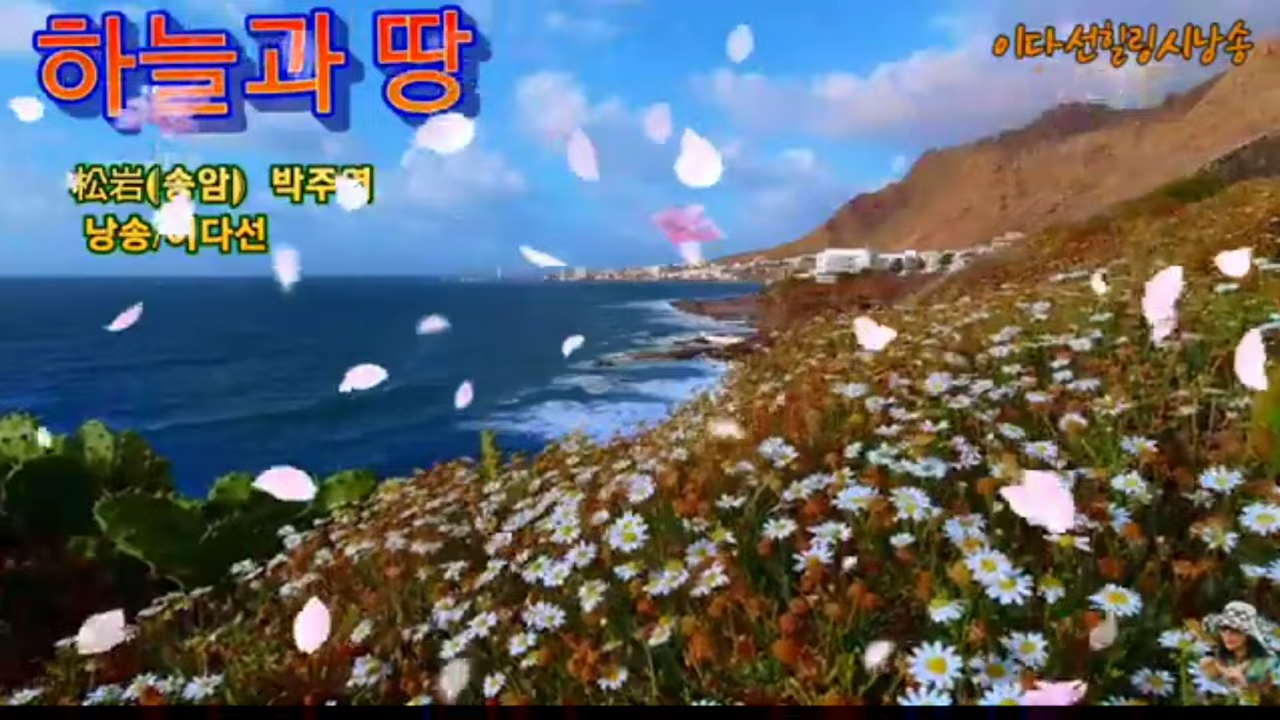 하늘과 땅
이다선힐링시낭송
松岩(송암) 박주
낭송/이다선